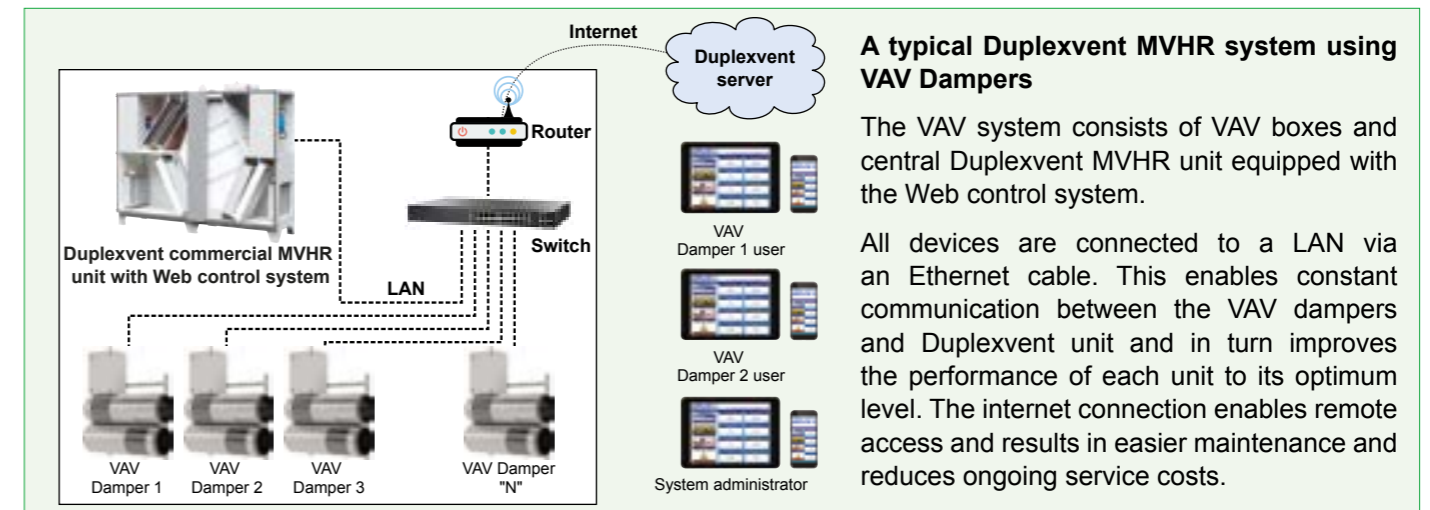 Internet
Duplexvent
server
Router
Switch
Duplexvent commercial MVHR
unit with Web control system
LAN
VAV
Damper 1
VAV
Damper 2
VAV
Damper 3
VAV Damper
"N"
VAV
Damper 1 user
VAV
Damper 2 user
System administrator
A typical Duplexvent MVHR system using
VAV Dampers
The VAV system consists of VAV boxes and
central Duplexvent MVHR unit equipped with
the Web control system.
All devices are connected to a LAN via
an Ethernet cable. This enables constant
communication between the VAV dampers
and Duplexvent unit and in turn improves
the performance of each unit to its optimum
level. The internet connection enables remote
access and results in easier maintenance and
reduces ongoing service costs.